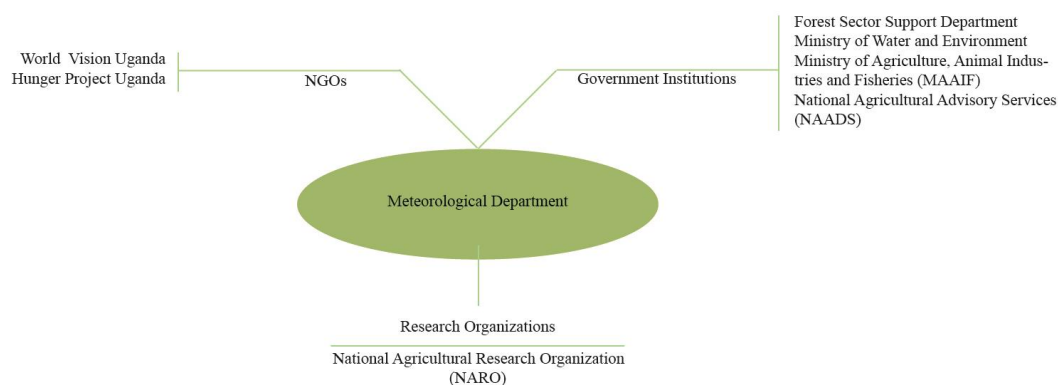 World Vision Uganda
Hunger Project Uganda
NGOs
Government Institutions
Forest Sector Support Department
Ministry of Water and Environment
Ministry of Agriculture, Animal Indus-
tries and Fisheries (MAAIF)
National Agricultural Advisory Services
(NAADS)
Meteorological Department
Research Organizations
National Agricultural Research Organization
(NARO)